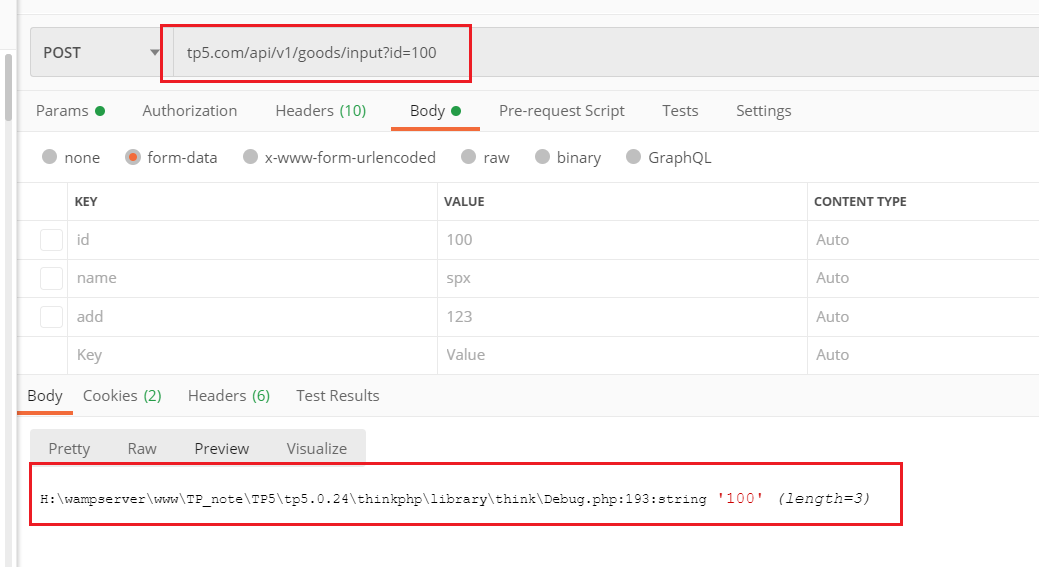 POST tp5.com/api/v1/goods/input?id=100
Params Authorization Headers (10) Body Pre-request Script Tests Settings
none form-data x-www-form-urlencoded raw binary GraphQL
KEY VALUE CONTENT TYPE
id 100 Auto
name spx Auto
add 123 Auto
Key Value Auto
Body Cookies (2) Headers (6) Test Results
Pretty Raw Preview Visualize
H:\wampserver\www\TP_note\TP5\tp5.0.24\thinkphp\library\think\Debug.php:193:string '100' (length=3)